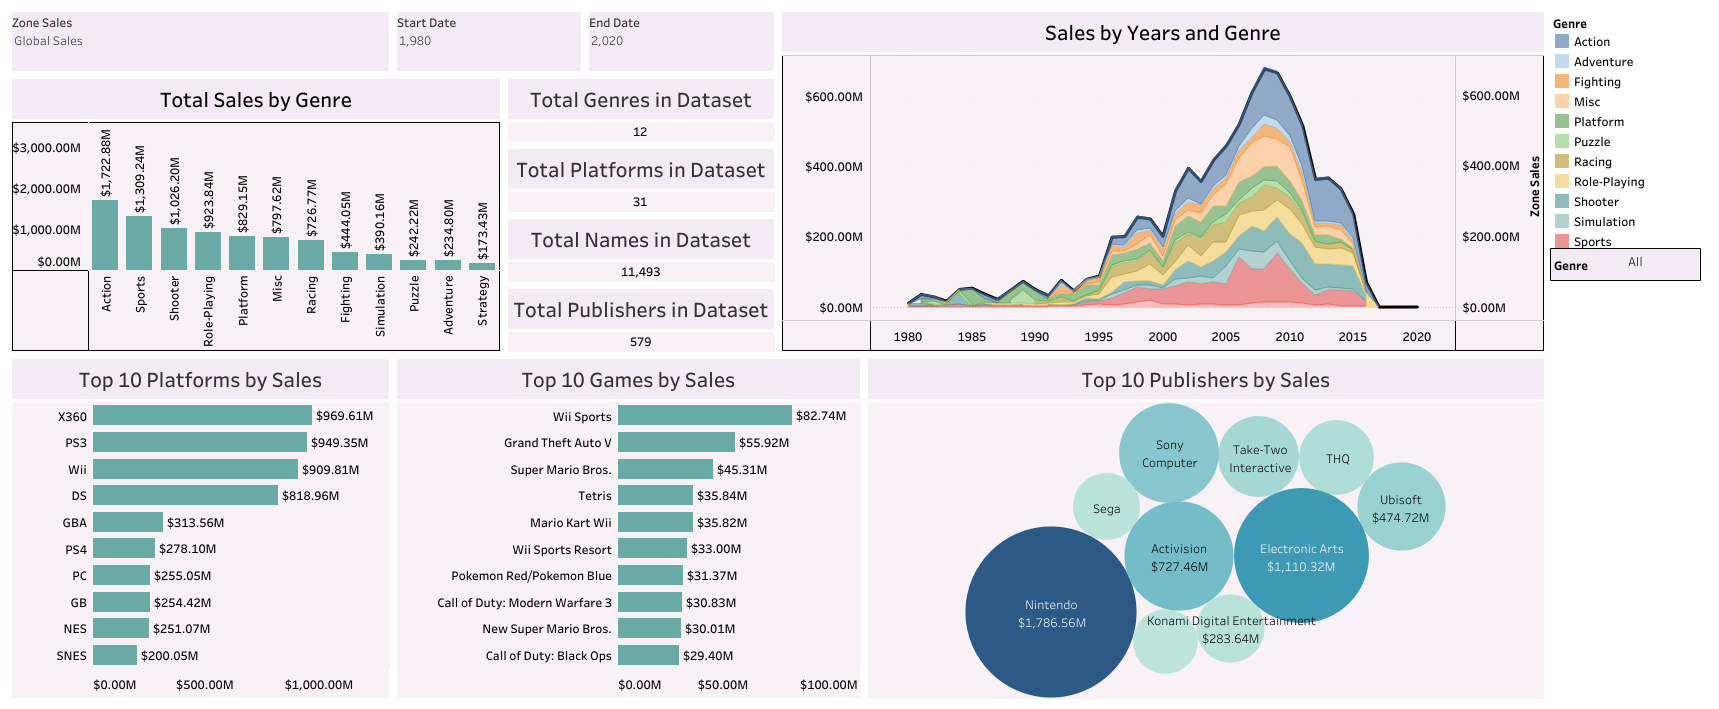 Zone Sales
Global Sales
Start Date
1,980
End Date
2,020
Total Sales by Genre
$3,000.00M
$2,000.00M
$1,000.00M
$0.00M
$1,722.88M
$1,309.24M
$1,026.20M
$923.84M
$829.15M
$797.62M
$726.77M
$444.05M
$390.16M
$242.22M
$234.80M
$173.43M
Action
Sports
Shooter
Role-Playing
Platform
Misc
Racing
Fighting
Simulation
Puzzle
Adventure
Strategy
Total Genres in Dataset
12
Total Platforms in Dataset
31
Total Names in Dataset
11,493
Total Publishers in Dataset
579
Sales by Years and Genre
$600.00M
$400.00M
$200.00M
$0.00M
$600.00M
$400.00M
$200.00M
$0.00M
Zone Sales
1980
1985
1990
1995
2000
2005
2010
2015
2020
Genre
Action
Adventure
Fighting
Misc
Platform
Puzzle
Racing
Role-Playing
Shooter
Simulation
Sports
Genre
All
Top 10 Platforms by Sales
X360 $969.61M
PS3 $949.35M
Wii $909.81M
DS $818.96M
GBA $313.56M
PS4 $278.10M
PC $255.05M
GB $254.42M
NES $251.07M
SNES $200.05M
$0.00M $500.00M $1,000.00M
Top 10 Games by Sales
Wii Sports $82.74M
Grand Theft Auto V $55.92M
Super Mario Bros. $45.31M
Tetris $35.84M
Mario Kart Wii $35.82M
Wii Sports Resort $33.00M
Pokemon Red/Pokemon Blue $31.37M
Call of Duty: Modern Warfare 3 $30.83M
New Super Mario Bros. $30.01M
Call of Duty: Black Ops $29.40M
$0.00M $50.00M $100.00M
Top 10 Publishers by Sales
Sony
Computer
Take-Two
Interactive
THQ
Ubisoft
$474.72M
Sega
Activision
$727.46M
Electronic Arts
$1,110.32M
Nintendo
$1,786.56M
Konami Digital Entertainment
$283.64M